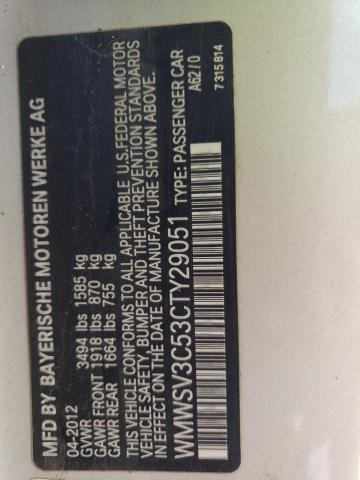 MFD BY BAYERISCHE MOTOREN WERKE AG
04-2012
GVWR 3494 lbs 1585 kg
GAWR FRONT 1918 lbs 870 kg
GAWR REAR 1664 lbs 755 kg
THIS VEHICLE CONFORMS TO ALL APPLICABLE U.S.FEDERAL MOTOR
VEHICLE SAFETY, BUMPER AND THEFT PREVENTION STANDARDS
IN EFFECT ON THE DATE OF MANUFACTURE SHOWN ABOVE.
WMWSV3C53CTY29051 TYPE: PASSENGER CAR
A62/0
7315814